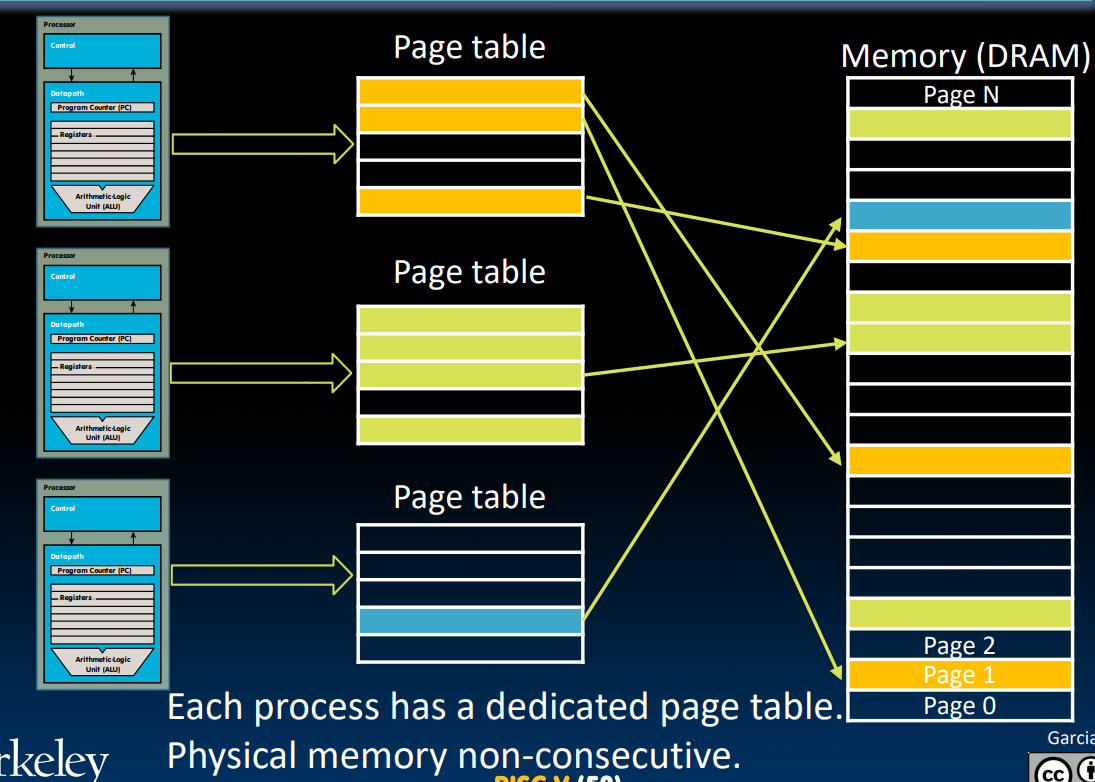 Processor
Control
Datapath
Program Counter (PC)
Registers
Arithmetic-Logic
Unit (ALU)
Page table
Memory (DRAM)
Page N
Processor
Control
Datapath
Program Counter (PC)
Registers
Arithmetic-Logic
Unit (ALU)
Page table
Processor
Control
Datapath
Program Counter (PC)
Registers
Arithmetic-Logic
Unit (ALU)
Page table
Page 2
Page 1
Page 0
Each process has a dedicated page table.
Physical memory non-consecutive.
rkeley
Garcia
cc